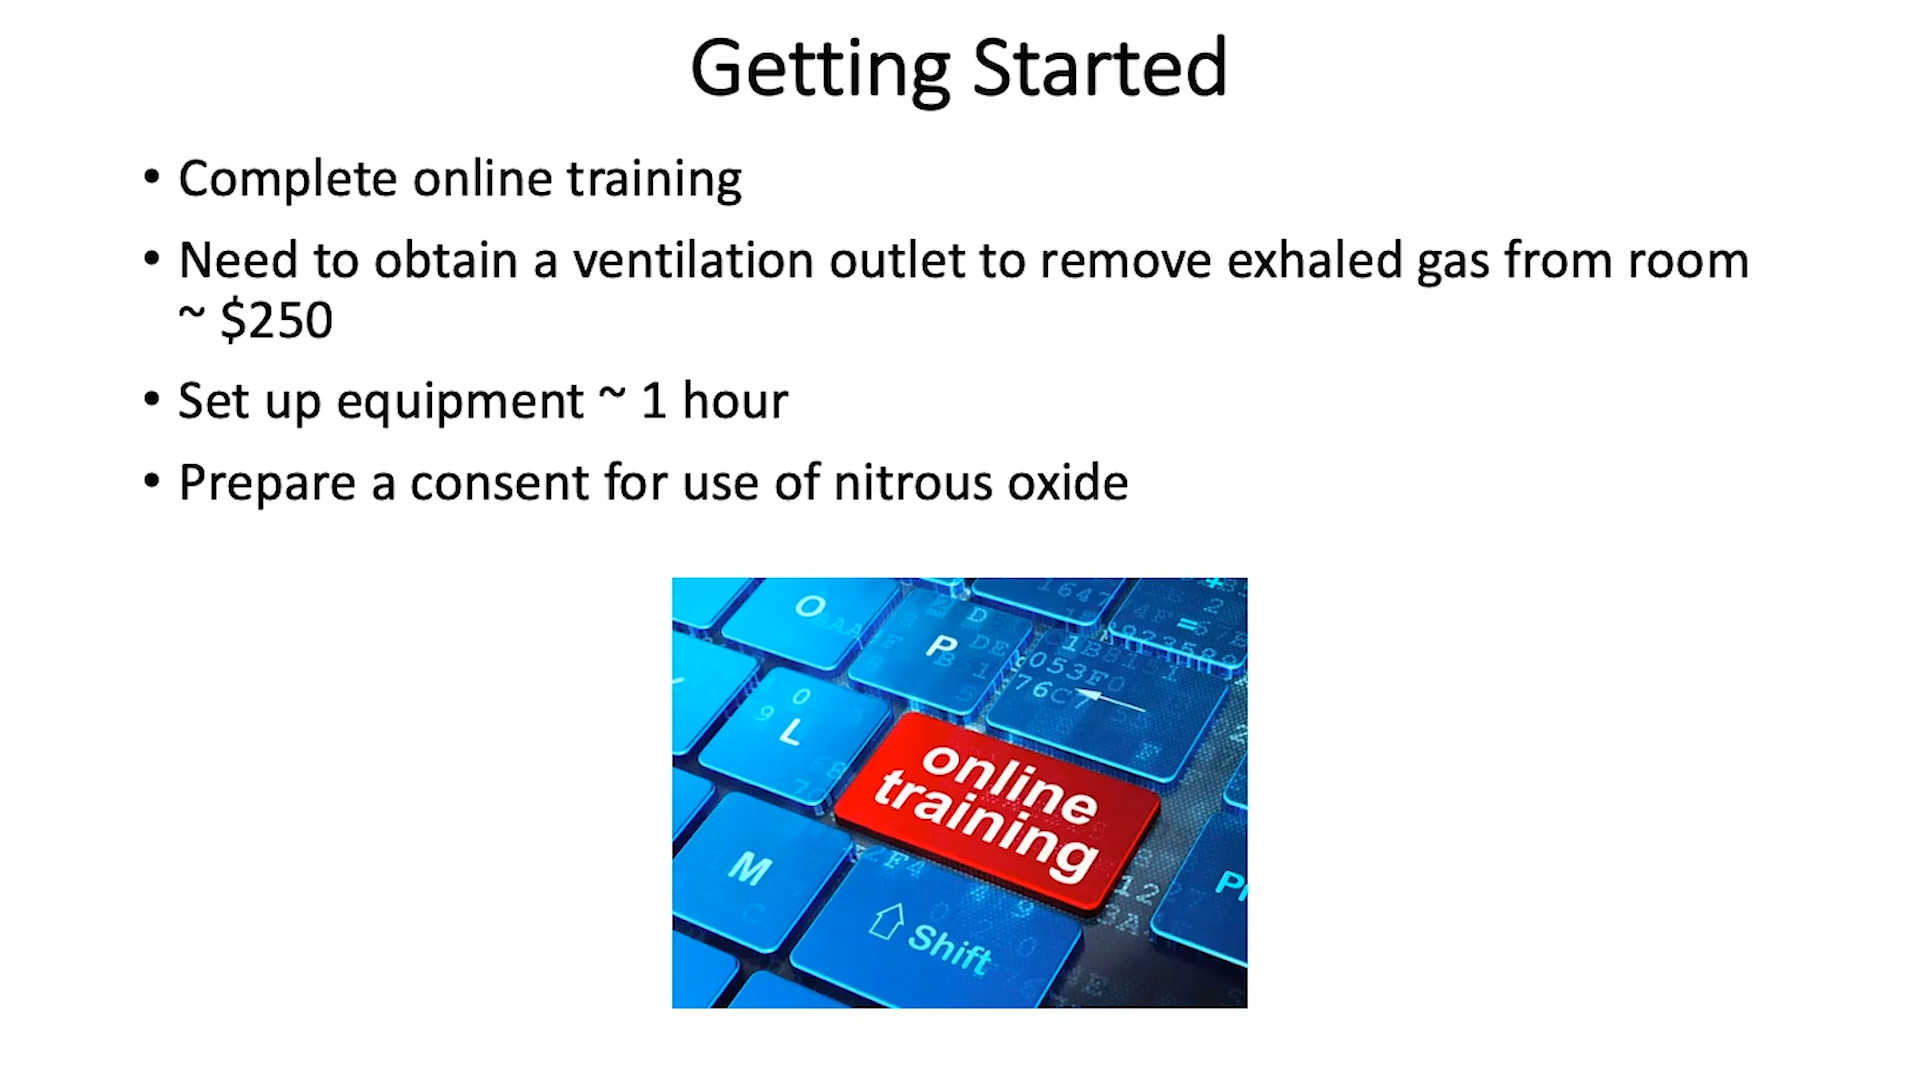 Getting Started
• Complete online training
• Need to obtain a ventilation outlet to remove exhaled gas from room
~ $250
• Set up equipment ~ 1 hour
• Prepare a consent for use of nitrous oxide
O
P
L
online
training
M
Shift